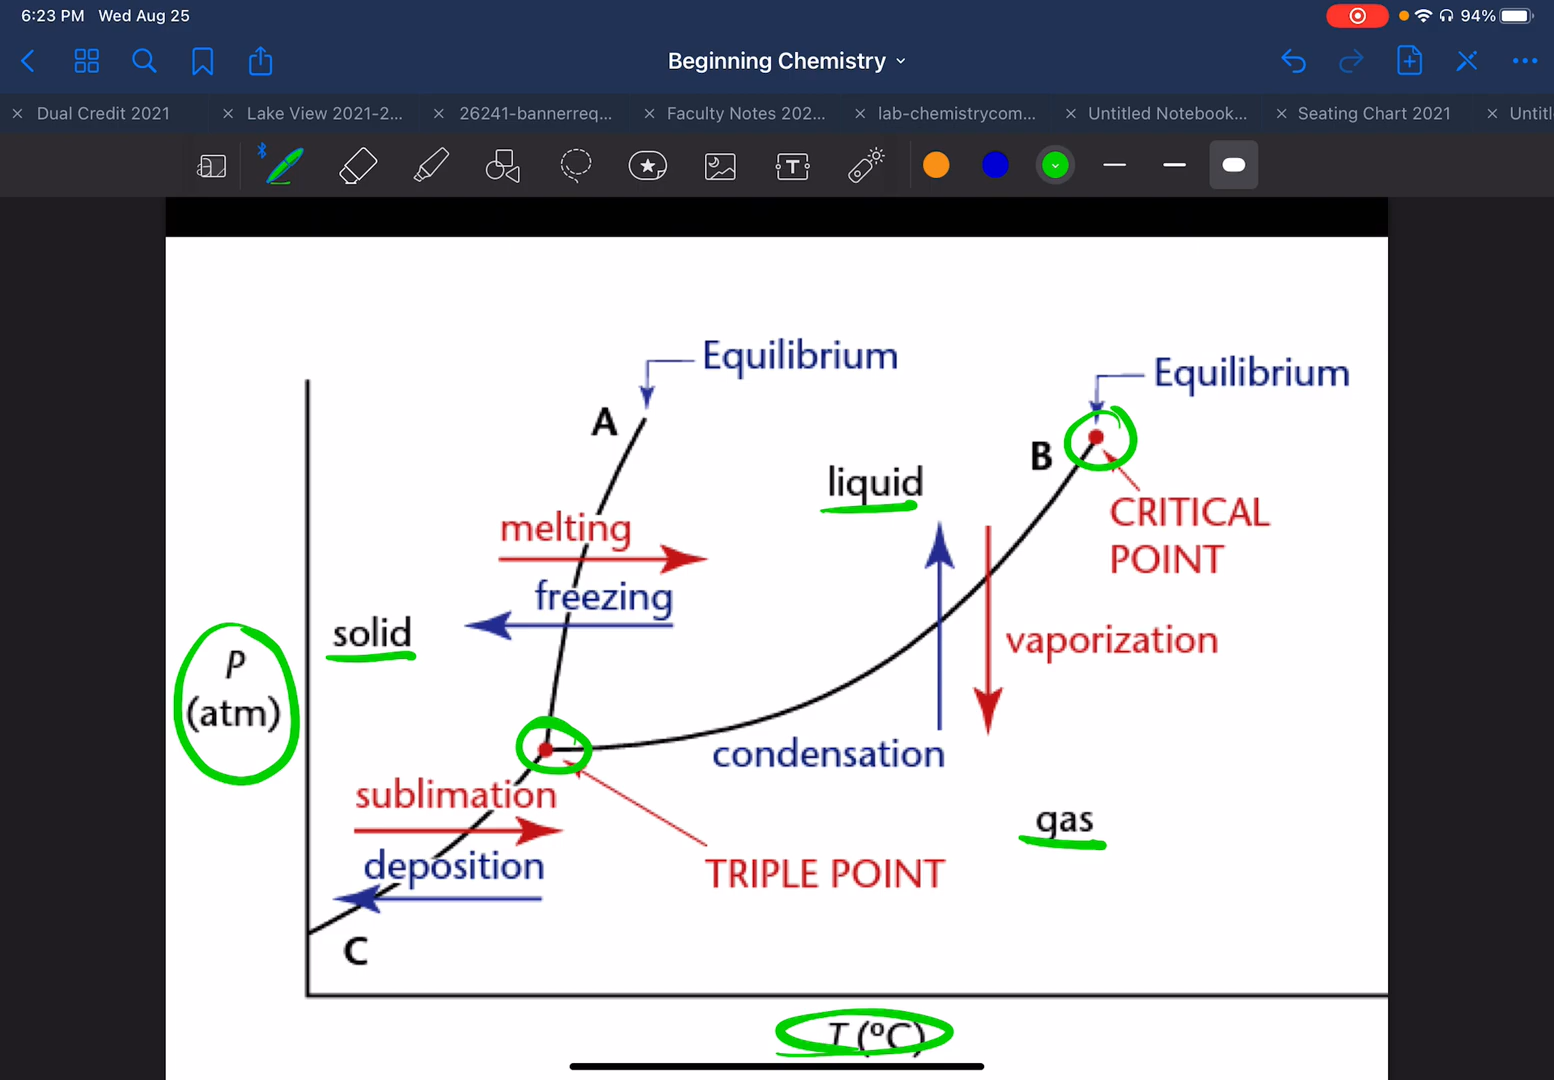 6:23 PM Wed Aug 25
94%
Beginning Chemistry
Dual Credit 2021
Lake View 2021-2...
26241-bannerreq...
Faculty Notes 202...
lab-chemistrycom...
Untitled Notebook...
Seating Chart 2021
Untitl
T
Equilibrium
Equilibrium
A
B
liquid
CRITICAL
POINT
melting
freezing
solid
vaporization
P
(atm)
condensation
sublimation
gas
deposition
TRIPLE POINT
C
T (ºC)